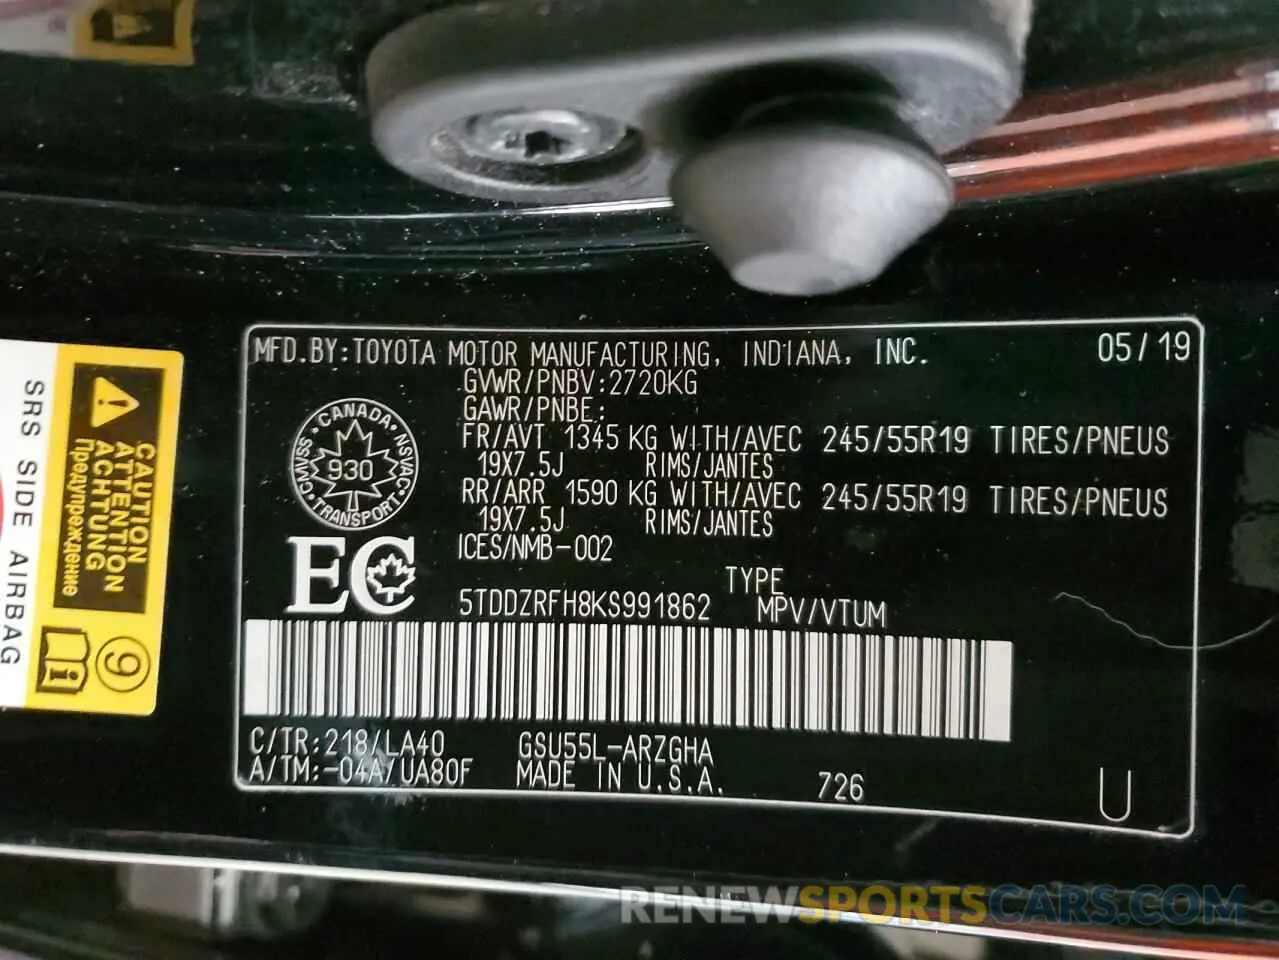 MFD.BY:TOYOTA MOTOR MANUFACTURING, INDIANA, INC. 05/19
GVWR/PNBV:2720KG
GAWR/PNBE:
FR/AVT 1345 KG WITH/AVEC 245/55R19 TIRES/PNEUS
19X7.5J RIMS/JANTES
RR/ARR 1590 KG WITH/AVEC 245/55R19 TIRES/PNEUS
19X7.5J RIMS/JANTES
ICES/NMB-002
CANADA
CMVSS NSVAC
930
TRANSPORT
EC
TYPE
5TDDZRFH8KS991862 MPV/VTUM
C/TR:218/LA40 GSU55L-ARZGHA
A/TM:-04A/UA80F MADE IN U.S.A. 726 U
CAUTION
ATTENTION
ACHTUNG
Предупреждение
SRS SIDE AIRBAG
9
i
RENEWSPORTSCARS.COM